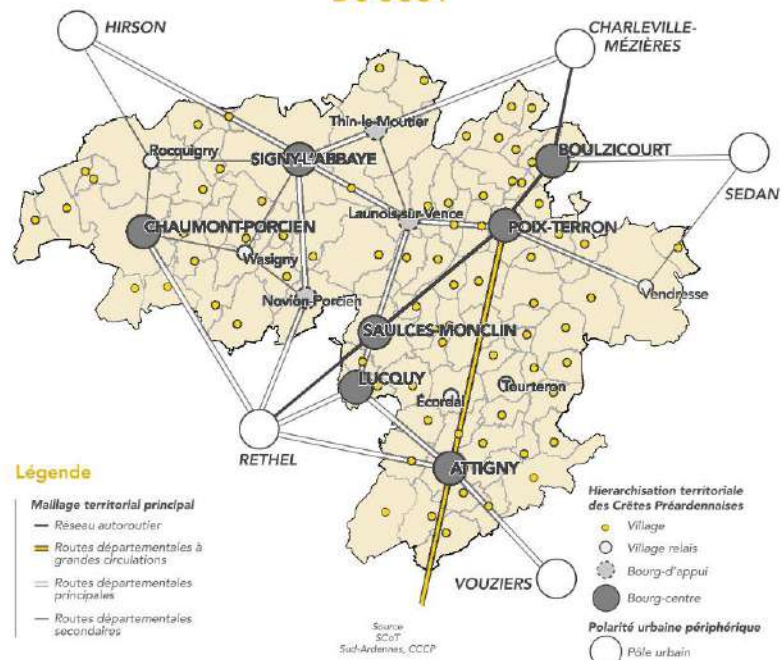 HIRSON
CHARLEVILLE-
MÉZIÈRES
Thin-le-Moutier
Rocquigny
SIGNY-L'ABBAYE
BOULZICOURT
SEDAN
Launois-sur-Vence
CHAUMONT-PORCIEN
POIX-TERRON
Wasigny
Novion-Porcien
Vendresse
SAULCES-MONCLIN
LUCQUY
Écordal
Tourteron
RETHEL
ATTIGNY
VOUZIERS
Légende
Maillage territorial principal
Réseau autoroutier
Routes départementales à
grandes circulations
Routes départementales
principales
Routes départementales
secondaires
Source
SCoT
Sud-Ardennes, CCCP
Hierarchisation territoriale
des Crêtes Préardennaises
Village
Village relais
Bourg-d'appui
Bourg-centre
Polarité urbaine périphérique
Pôle urbain